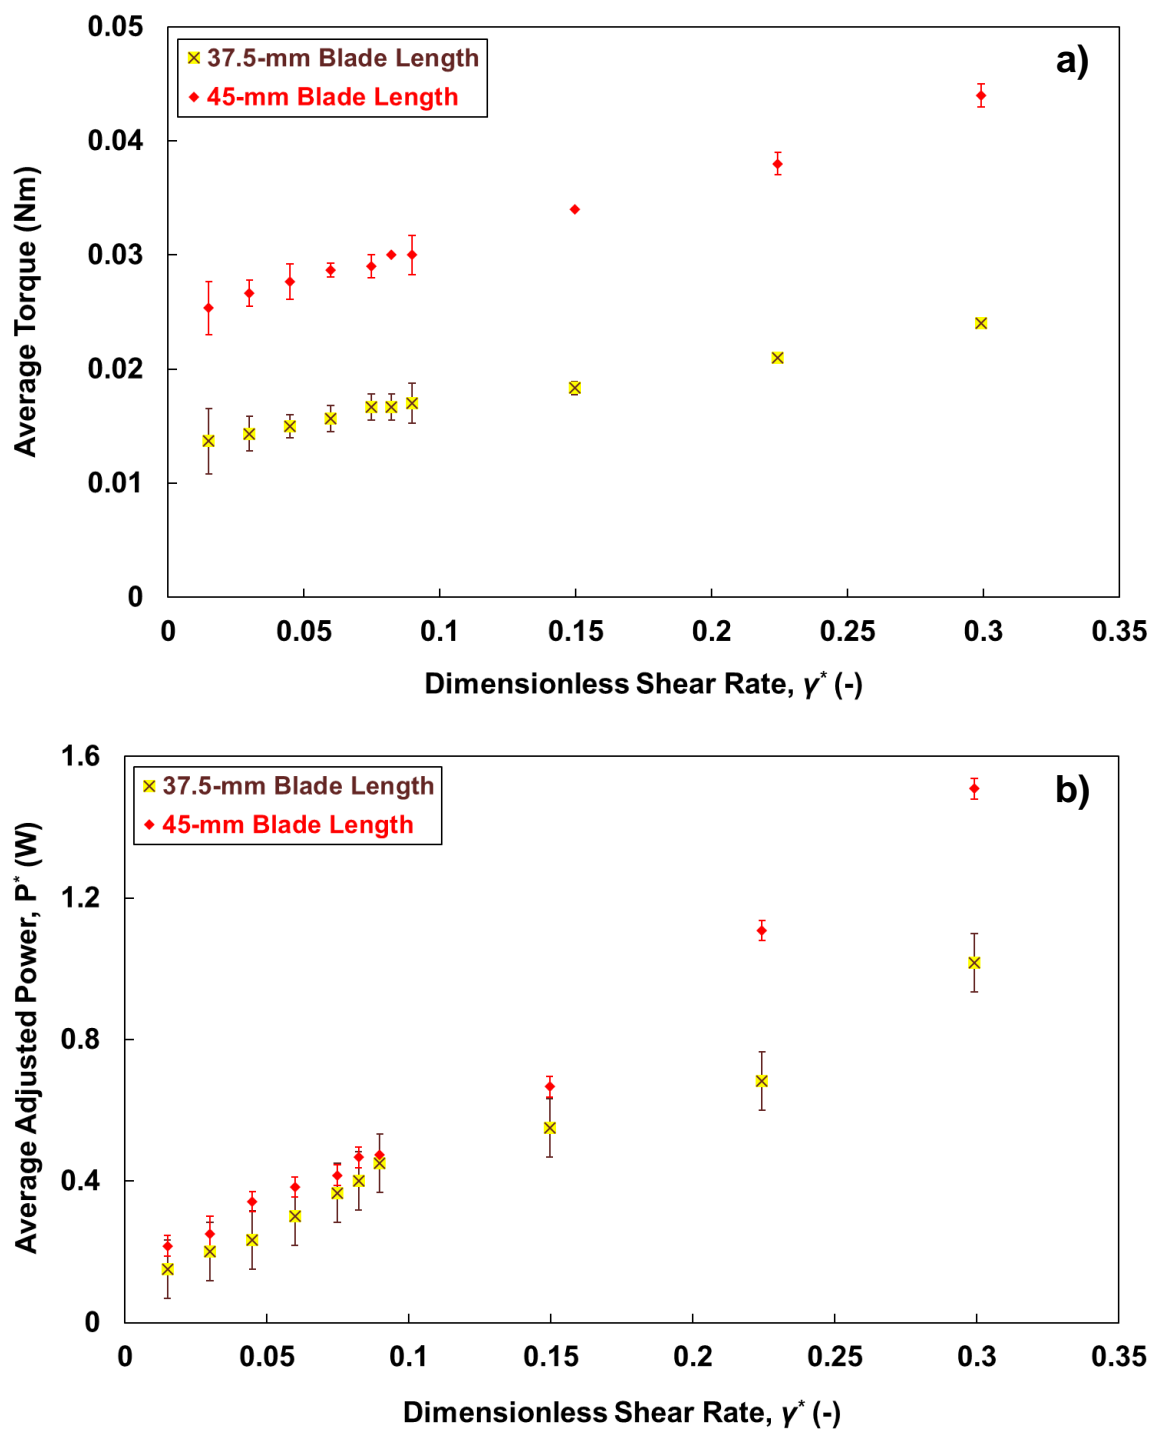 0.05
37.5-mm Blade Length
45-mm Blade Length
a)
0.04
0.03
0.02
0.01
0
Average Torque (Nm)
0 0.05 0.1 0.15 0.2 0.25 0.3 0.35
Dimensionless Shear Rate, γ* (-)
1.6
37.5-mm Blade Length
45-mm Blade Length
b)
1.2
0.8
0.4
0
Average Adjusted Power, P* (W)
0 0.05 0.1 0.15 0.2 0.25 0.3 0.35
Dimensionless Shear Rate, γ* (-)